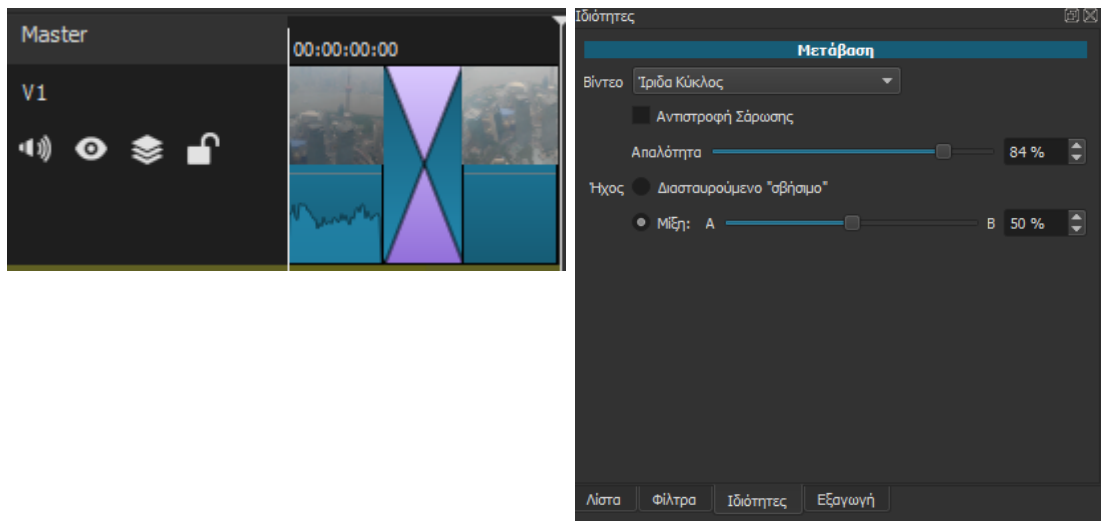 Master
00:00:00:00
V1
Ιδιότητες
Μετάβαση
Βίντεο Ίριδα Κύκλος
Αντιστροφή Σάρωσης
Απαλότητα 84 %
Ήχος Διασταυρούμενο "σβήσιμο"
Μίξη: A B 50 %
Λίστα Φίλτρα Ιδιότητες Εξαγωγή